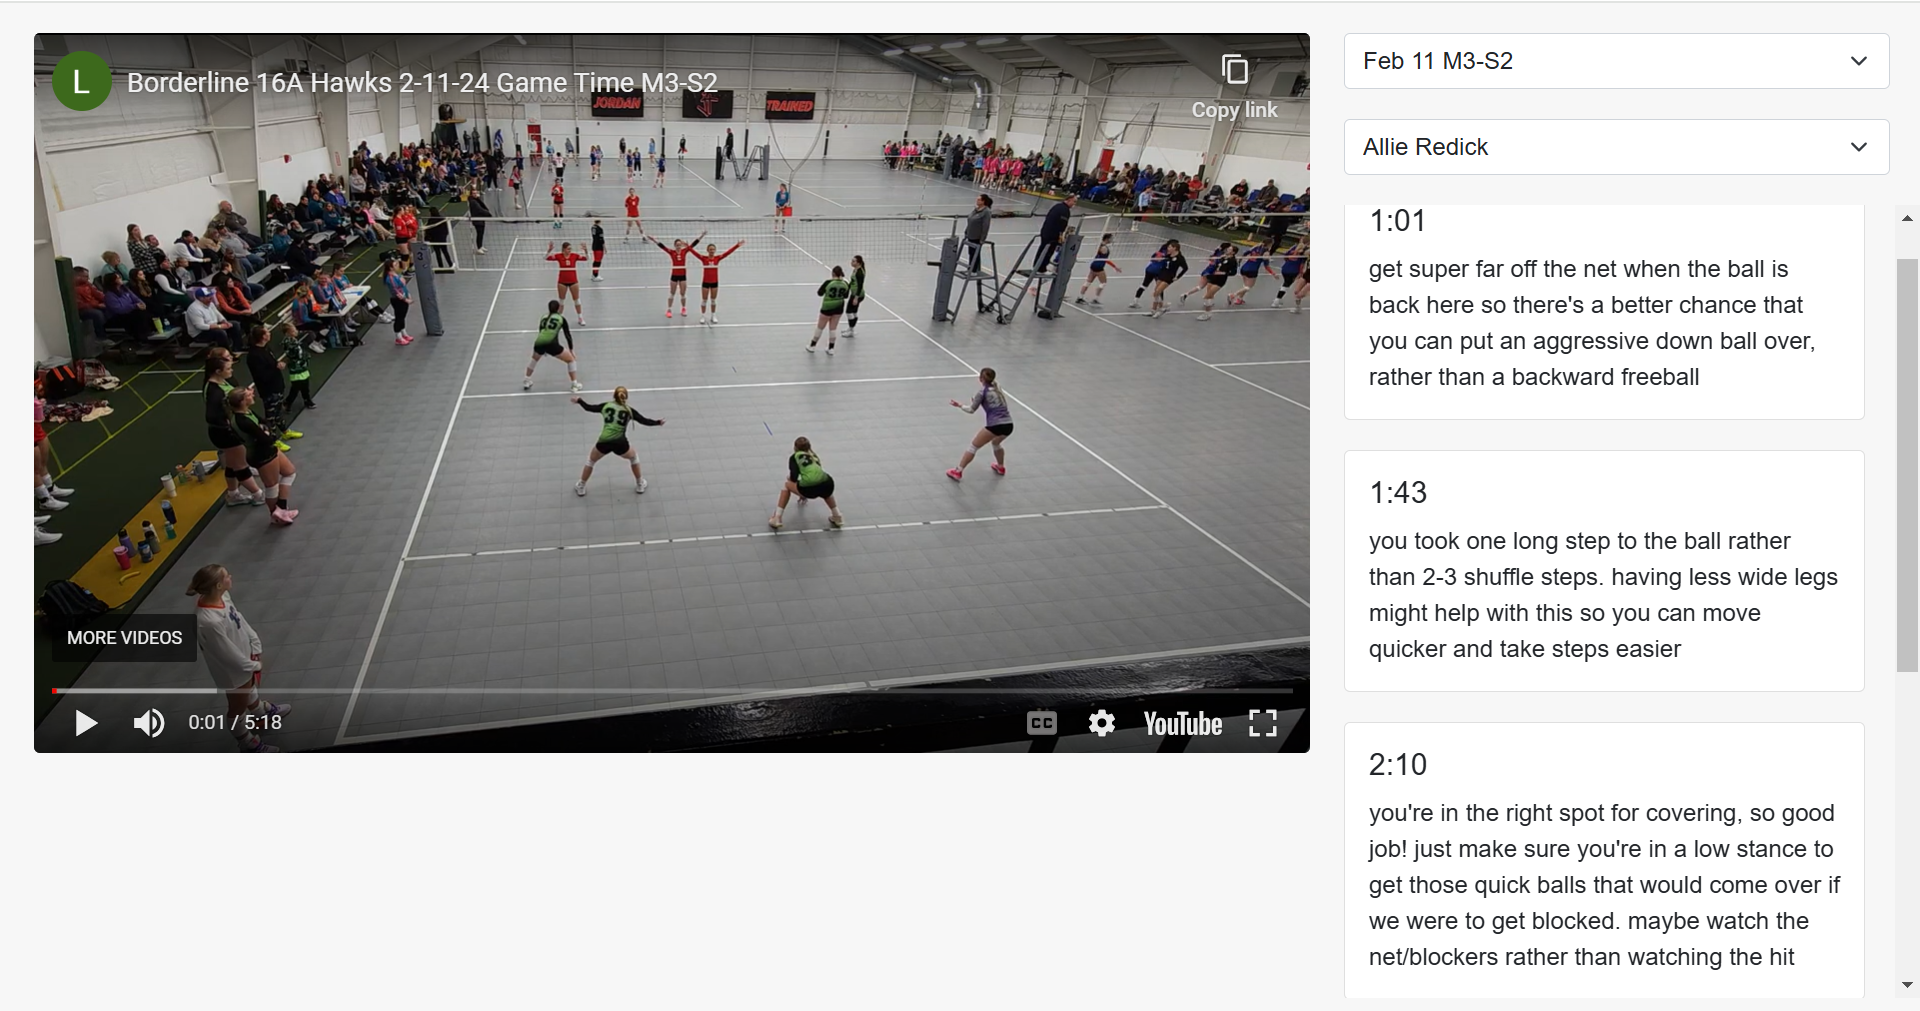 L
Borderline 16A Hawks 2-11-24 Game Time M3-S2
Copy link
JORDAN
TRAINED
3
4
35
39
MORE VIDEOS
0:01 / 5:18
CC
YouTube
Feb 11 M3-S2
Allie Redick
1:01
get super far off the net when the ball is
back here so there's a better chance that
you can put an aggressive down ball over,
rather than a backward freeball
1:43
you took one long step to the ball rather
than 2-3 shuffle steps. having less wide legs
might help with this so you can move
quicker and take steps easier
2:10
you're in the right spot for covering, so good
job! just make sure you're in a low stance to
get those quick balls that would come over if
we were to get blocked. maybe watch the
net/blockers rather than watching the hit